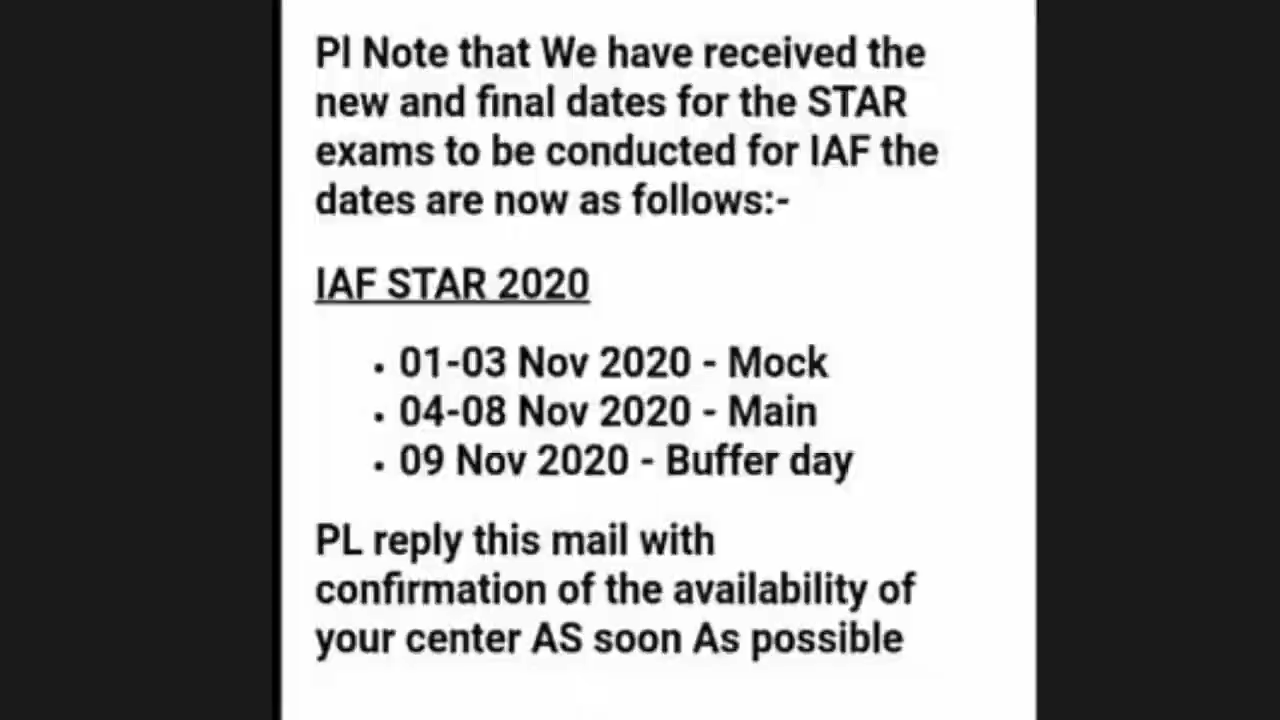 Pl Note that We have received the
new and final dates for the STAR
exams to be conducted for IAF the
dates are now as follows:-
IAF STAR 2020
• 01-03 Nov 2020 - Mock
• 04-08 Nov 2020 - Main
• 09 Nov 2020 - Buffer day
PL reply this mail with
confirmation of the availability of
your center AS soon As possible